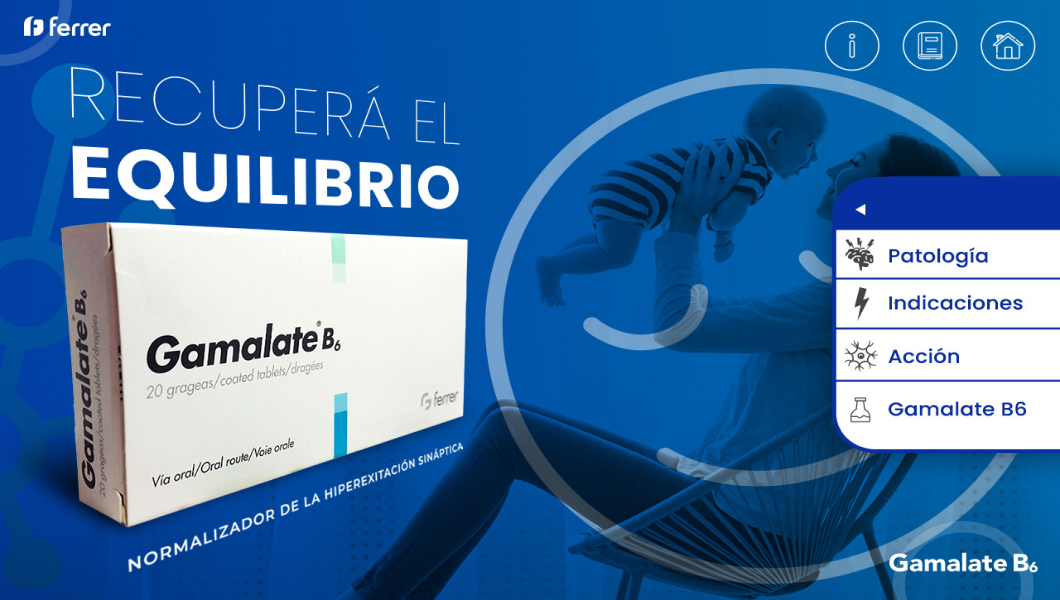 ferrer
RECUPERÁ EL
EQUILIBRIO
Gamalate B6
20 grageas/coated tablets/dragées
Gamalate® B6
20 grageas/coated tablets/dragées
ferrer
Vía oral/Oral route/Voie orale
NORMALIZADOR DE LA HIPEREXITACIÓN SINÁPTICA
Patología
Indicaciones
Acción
Gamalate B6
Gamalate B6